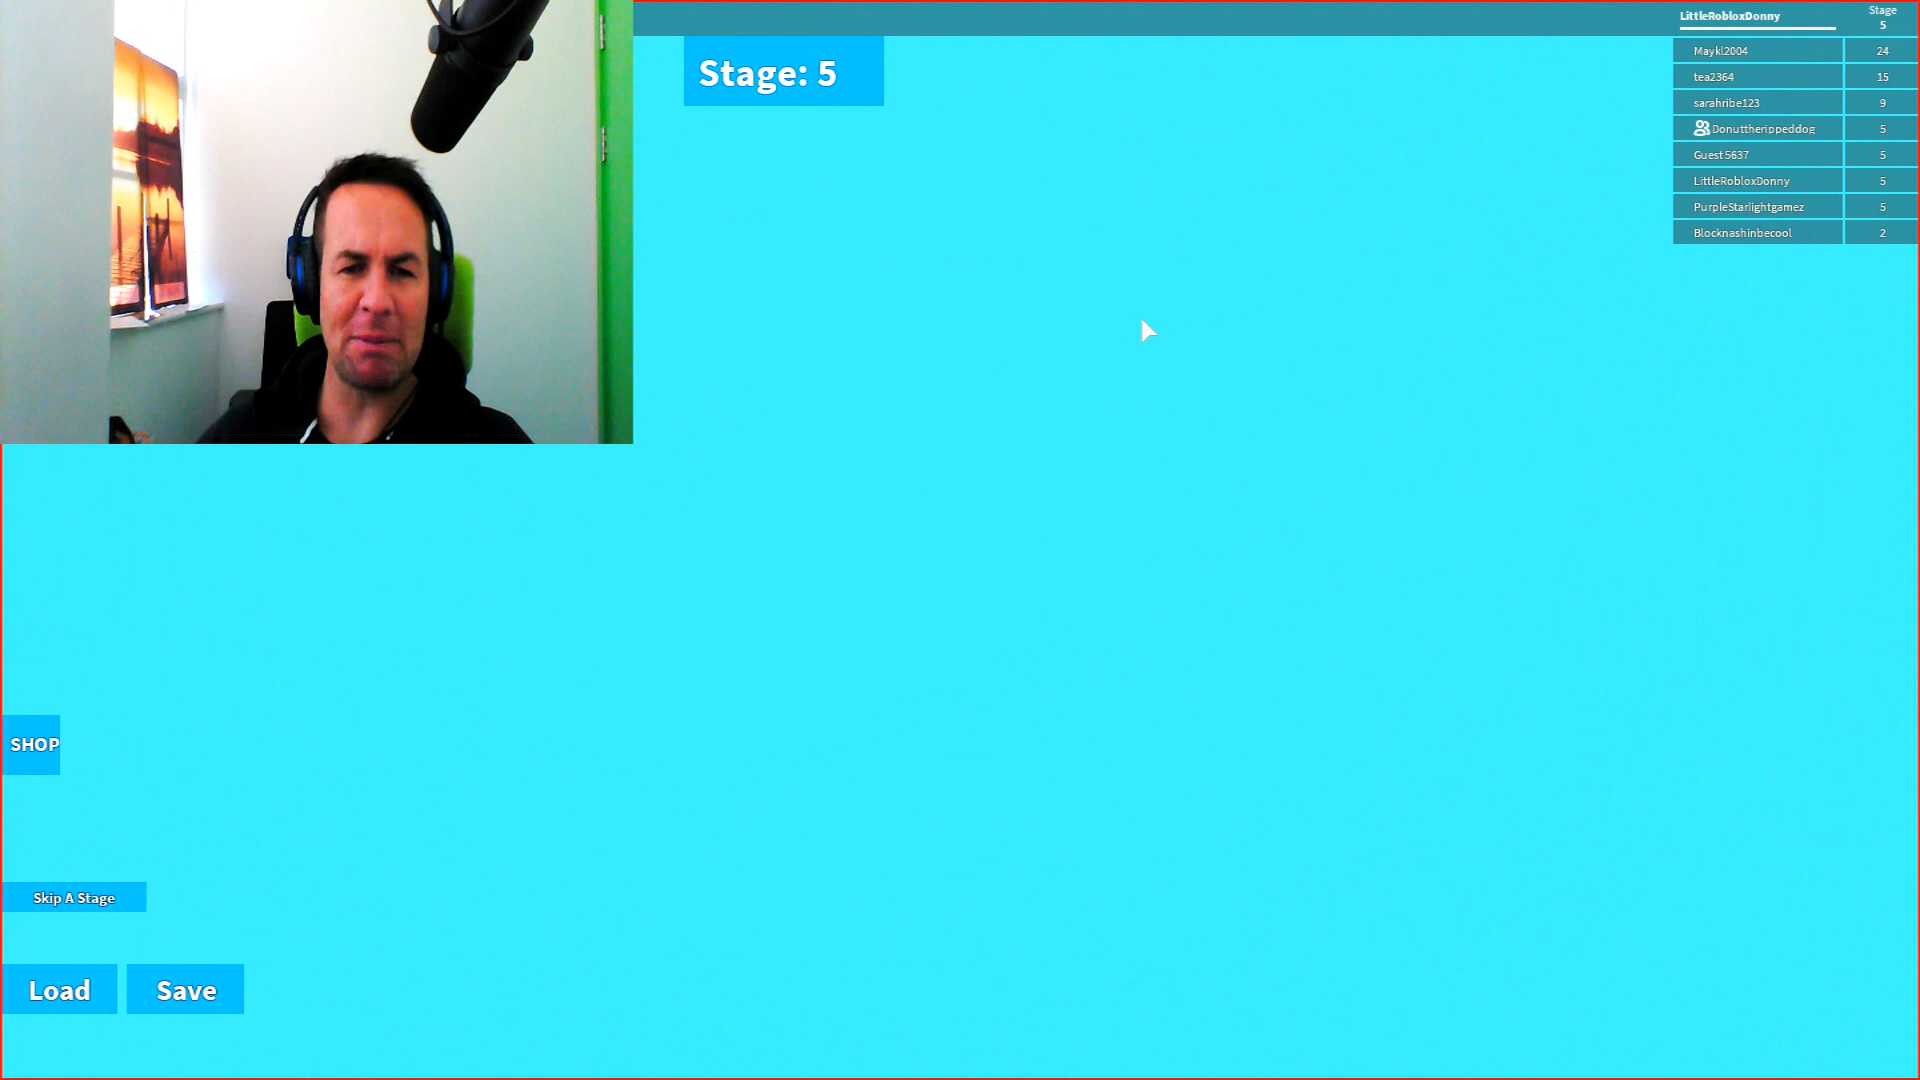 LittleRobloxDonny
Stage
5
Stage: 5
Maykl2004 24
tea2364 15
sarahribe123 9
Donuttherippeddog 5
Guest5637 5
LittleRobloxDonny 5
PurpleStarlightgamez 5
Blocknashinbecool 2
SHOP
Skip A Stage
Load Save